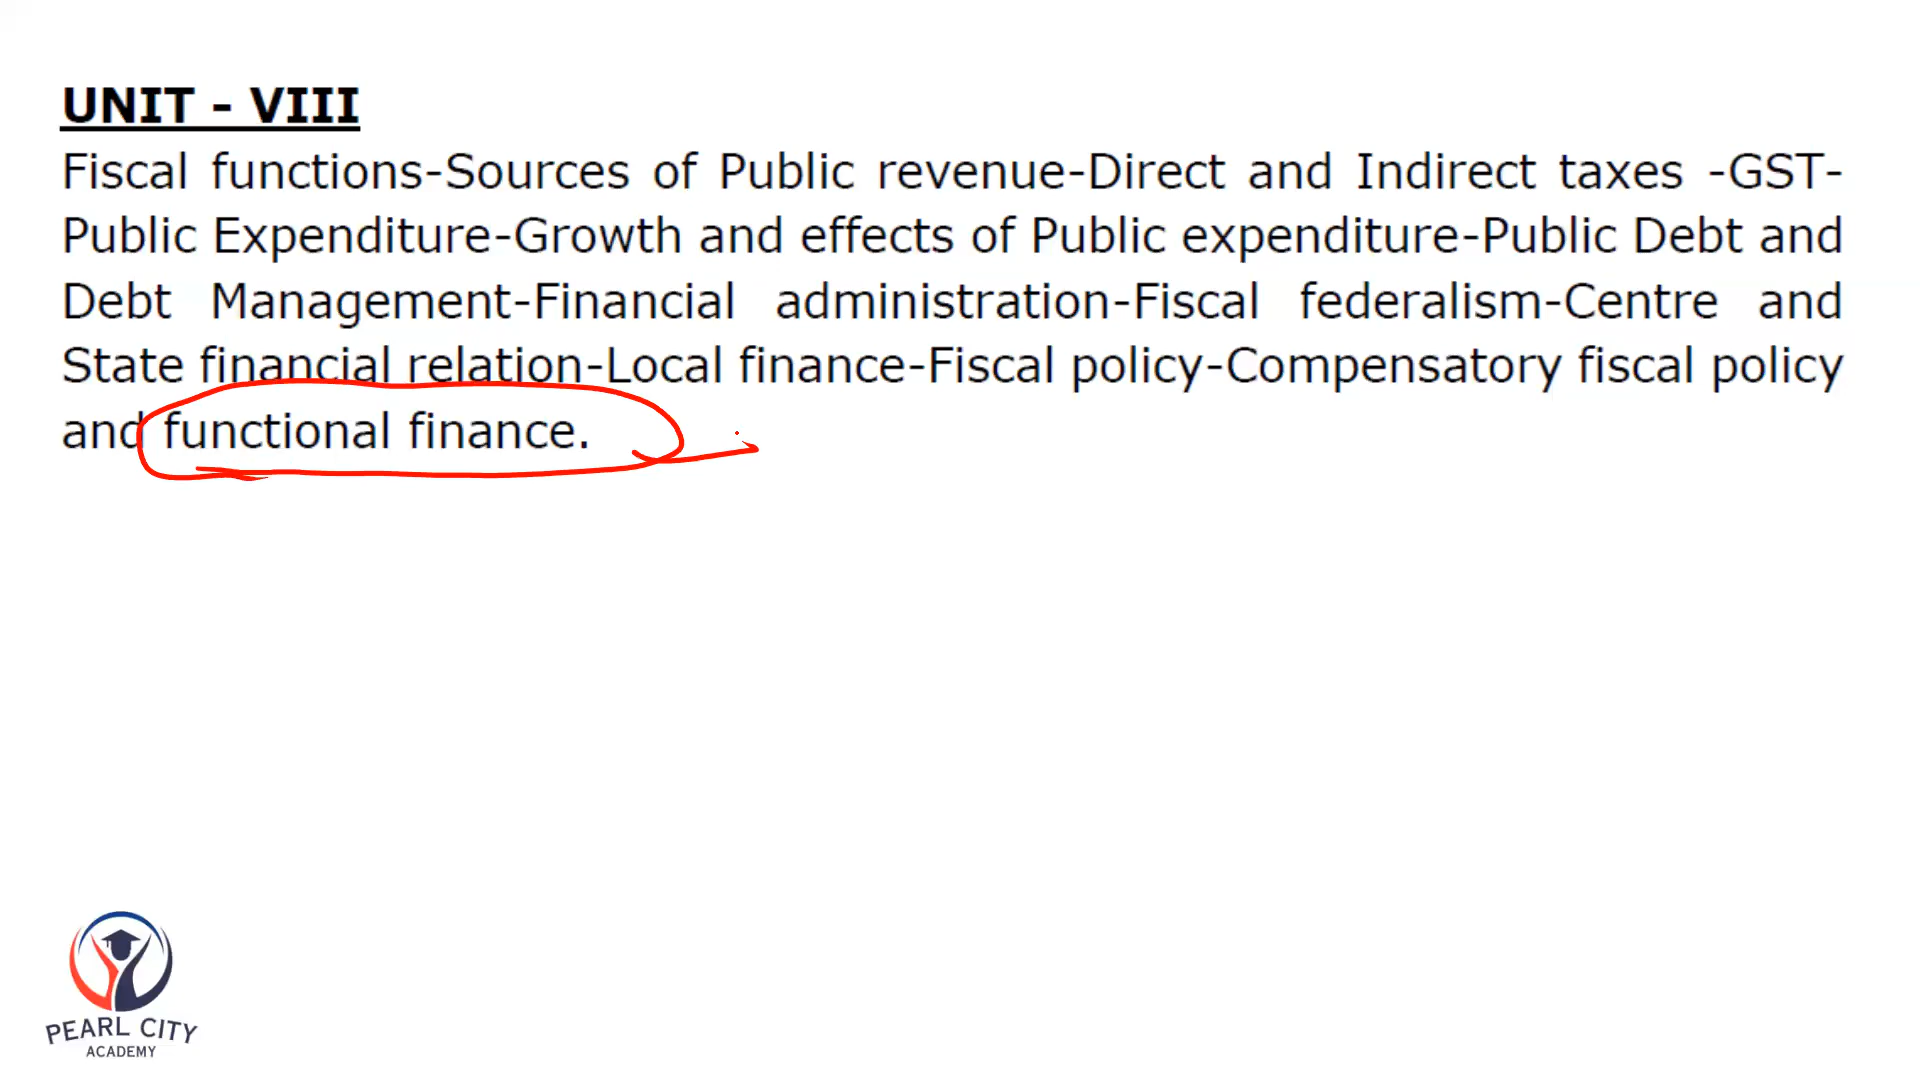 UNIT - VIII
Fiscal functions-Sources of Public revenue-Direct and Indirect taxes -GST-
Public Expenditure-Growth and effects of Public expenditure-Public Debt and
Debt Management-Financial administration-Fiscal federalism-Centre and
State financial relation-Local finance-Fiscal policy-Compensatory fiscal policy
and functional finance.
PEARL CITY
ACADEMY